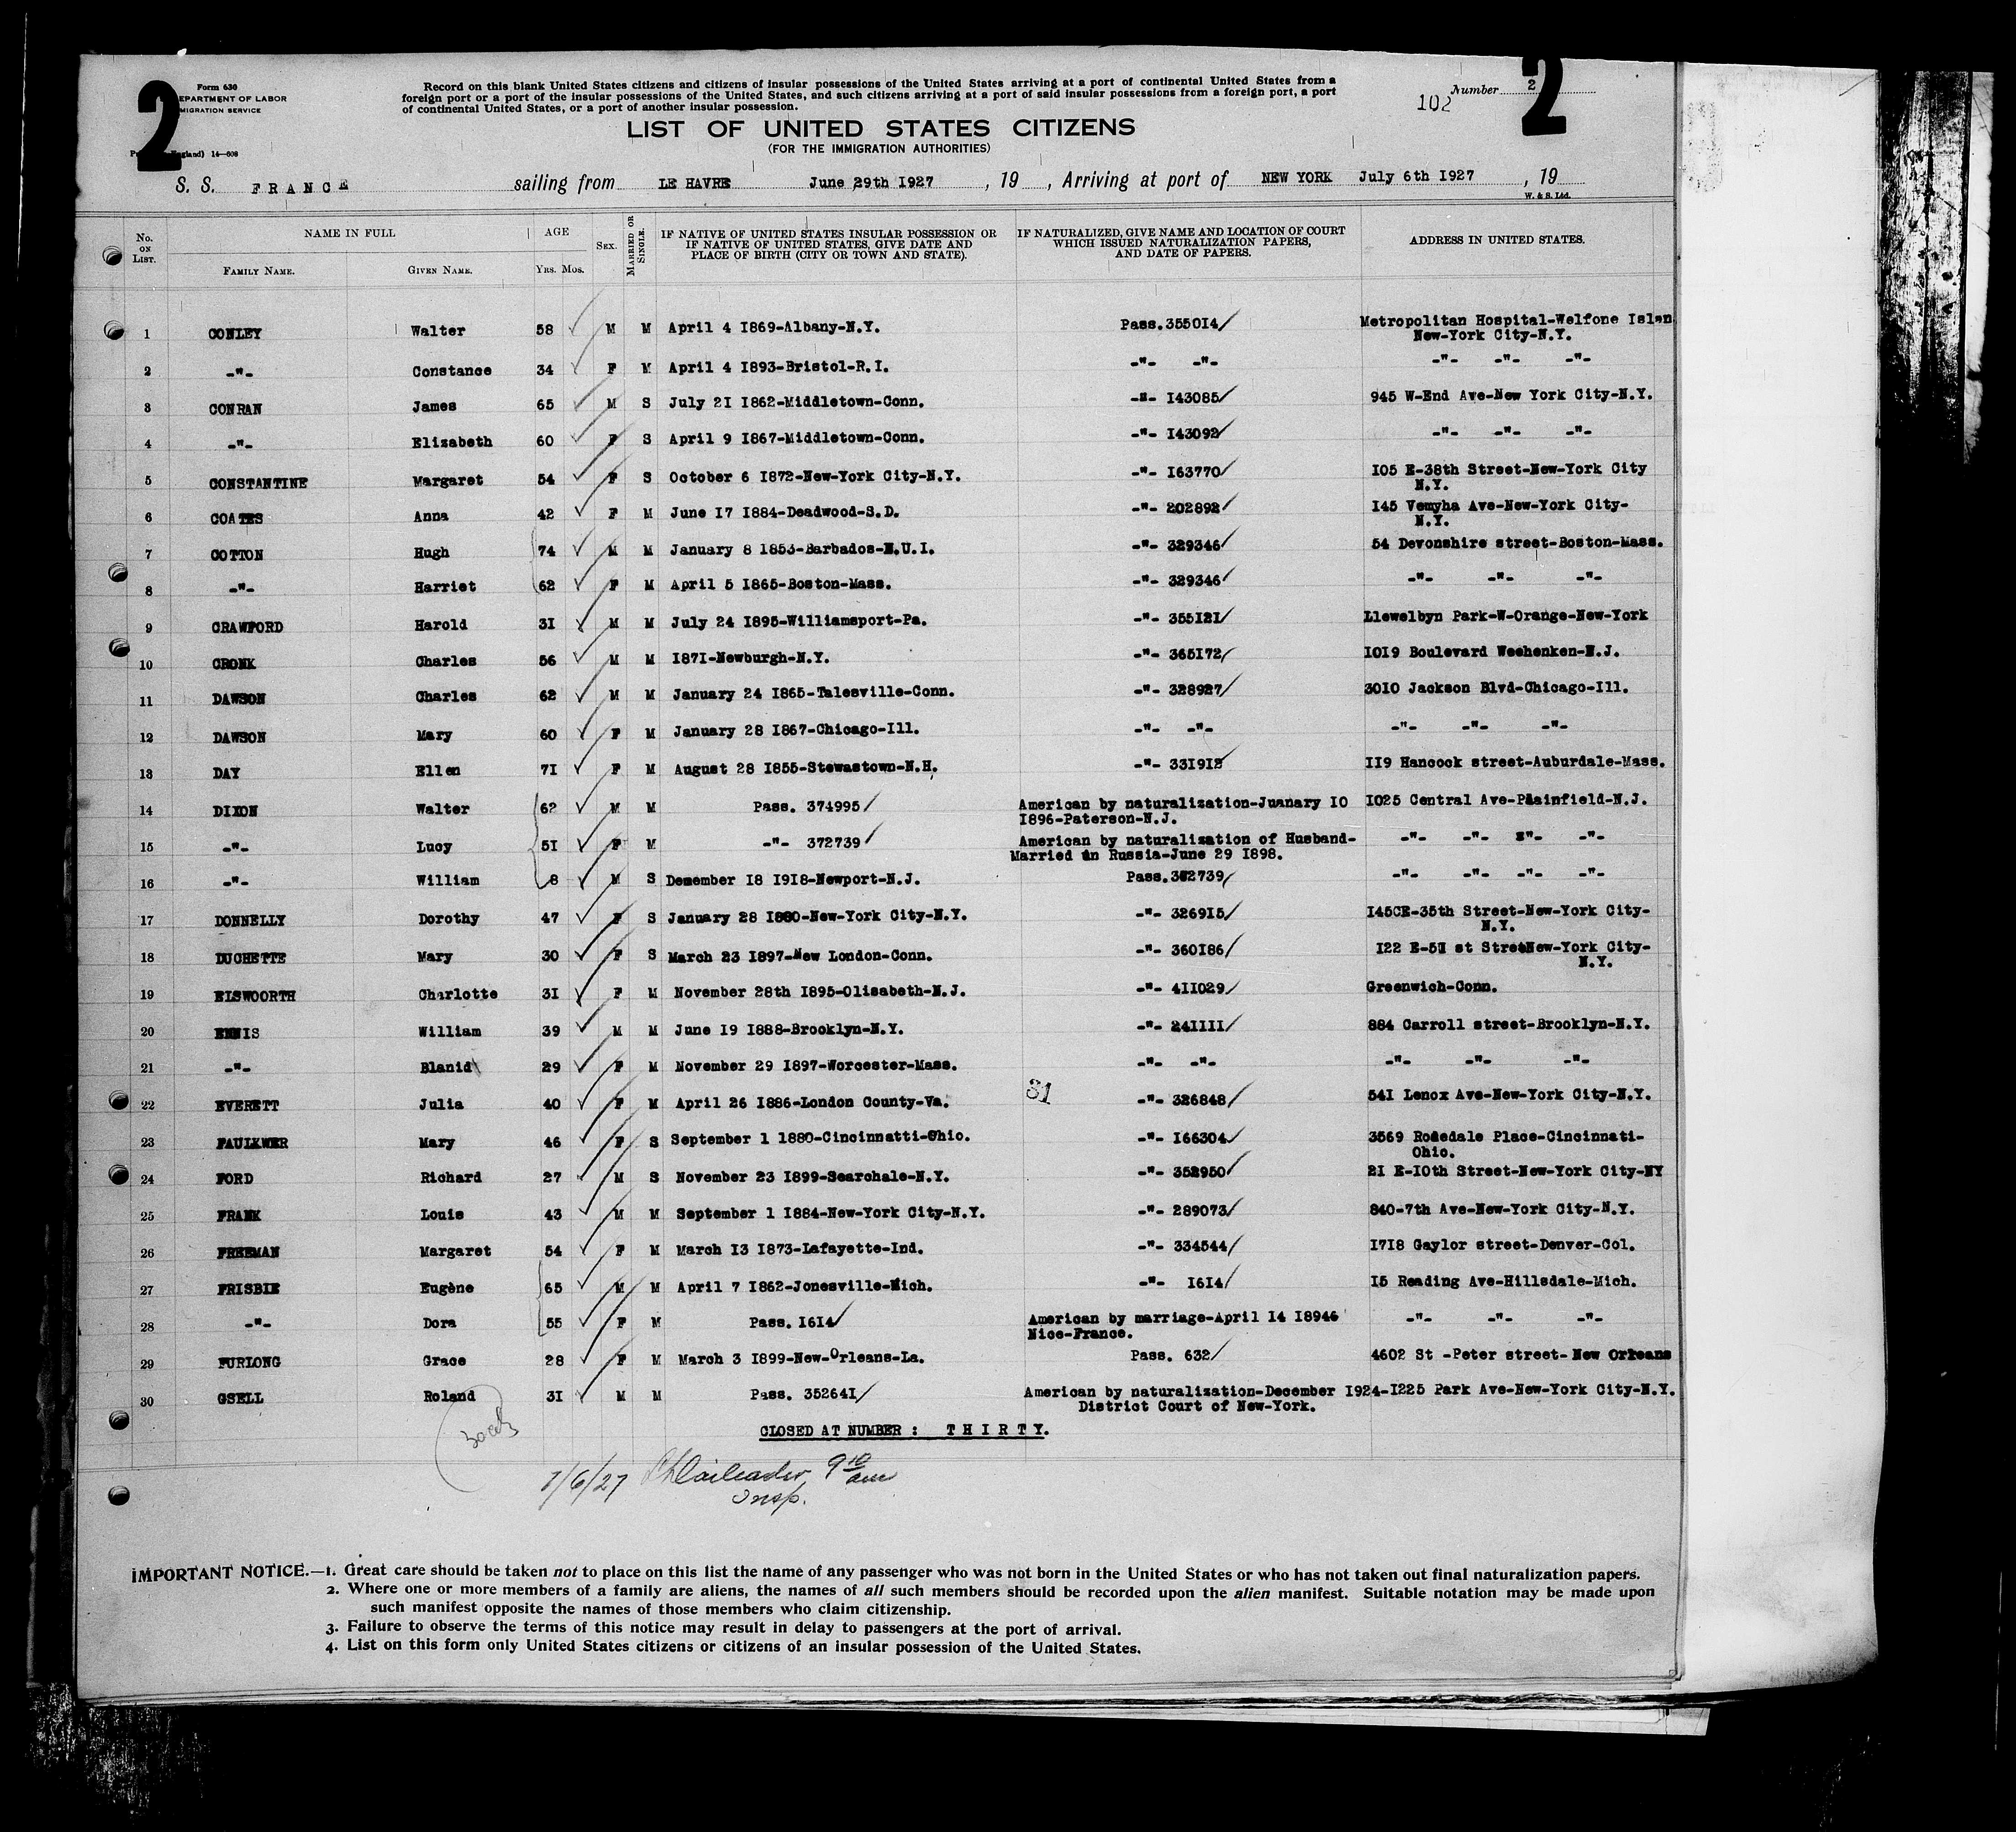 2
Form 630
EPARTMENT OF LABOR
MIGRATION SERVICE
gland) 14—608
Record on this blank United States citizens and citizens of insular possessions of the United States arriving at a port of continental United States from a
foreign port or a port of the insular possessions of the United States, and such citizens arriving at a port of said insular possessions from a foreign port, a port
of continental United States, or a port of another insular possession.
102
Number 2
2
LIST OF UNITED STATES CITIZENS
(FOR THE IMMIGRATION AUTHORITIES)
S. S. FRANCE sailing from LE HAVRE June 29th 1927 , 19 , Arriving at port of NEW YORK July 6th 1927 , 19
W. & S. Ltd.
No. ON LIST. NAME IN FULL FAMILY NAME. GIVEN NAME. AGE YRS. MOS. SEX. MARRIED OR SINGLE. IF NATIVE OF UNITED STATES INSULAR POSSESSION OR IF NATIVE OF UNITED STATES, GIVE DATE AND PLACE OF BIRTH (CITY OR TOWN AND STATE). IF NATURALIZED, GIVE NAME AND LOCATION OF COURT WHICH ISSUED NATURALIZATION PAPERS, AND DATE OF PAPERS. ADDRESS IN UNITED STATES.
1 CONLEY Walter 58 M M April 4 1869-Albany-N.Y. Pass.355014 Metropolitan Hospital-Welfone Islan
New-York City-N.Y.
2 -"- Constance 34 F M April 4 1893-Bristol-R.I. -"- -"- -"- -"- -"-
3 CONRAN James 65 M S July 21 1862-Middletown-Conn. -"- 143085 945 W-End Ave-New York City-N.Y.
4 -"- Elizabeth 60 F S April 9 1867-Middletown-Conn. -"- 143092 -"- -"- -"-
5 CONSTANTINE Margaret 54 F S October 6 1872-New-York City-N.Y. -"- 163770 105 E-38th Street-New-York City
N.Y.
6 COATES Anna 42 F M June 17 1884-Deadwood-S.D. -"- 202892 145 Vemyha Ave-New-York City-
N.Y.
7 COTTON Hugh 74 M M January 8 1853-Barbados-N.U.I. -"- 329346 54 Devonshire street-Boston-Mass.
8 -"- Harriet 62 F M April 5 1865-Boston-Mass. -"- 329346 -"- -"- -"-
9 CRAWFORD Harold 31 M M July 24 1895-Williamsport-Pa. -"- 355121 Llewelbyn Park-W-Orange-New-York
10 CRONK Charles 56 M M 1871-Newburgh-N.Y. -"- 365172 1019 Boulevard Weehenken-N.J.
11 DAWSON Charles 62 M M January 24 1865-Talesville-Conn. -"- 328927 3010 Jackson Blvd-Chicago-Ill.
12 DAWSON Mary 60 F M January 28 1867-Chicago-Ill. -"- -"- -"- -"- -"-
13 DAY Ellen 71 F M August 28 1855-Stewastown-N.H. -"- 331912 119 Hancock street-Auburdale-Mass.
14 DIXON Walter 62 M M Pass. 374995 American by naturalization-Juanary 10 1025 Central Ave-Plainfield-N.J.
1896-Paterson-N.J.
15 -"- Lucy 51 F M -"- 372739 American by naturalization of Husband- -"- -"- "- -"-
Married in Russia-June 29 1898.
16 -"- William 8 M S Demember 18 1918-Newport-N.J. Pass.372739 -"- -"- -"- -"-
17 DONNELLY Dorothy 47 F S January 28 1880-New-York City-N.Y. -"- 326915 145CE-35th Street-New-York City-
N.Y.
18 DUCHETTE Mary 30 F S March 23 1897-New London-Conn. -"- 360186 122 E-51 st StreeNew-York City-
N.Y.
19 EISWOORTH Charlotte 31 F M November 28th 1895-Olisabeth-N.J. -"- 411029 Greenwich-Conn.
20 ENNIS William 39 M M June 19 1888-Brooklyn-N.Y. -"- 241111 884 Carroll street-Brooklyn-N.Y.
21 -"- Blanid 29 F M November 29 1897-Worcester-Mass. -"- -"- -"- -"- -"-
31
22 EVERETT Julia 40 F M April 26 1886-London County-Va. -"- 326848 541 Lenox Ave-New-York City-N.Y.
23 FAULKWER Mary 46 F S September 1 1880-Cincinnatti-Ohio. -"- 166304 3569 Rosedale Place-Cincinnati-
Ohio.
24 FORD Richard 27 M S November 23 1899-Searchale-N.Y. -"- 352950 21 E-10th Street-New-York City-NY
25 FRANK Louis 43 M M September 1 1884-New-York City-N.Y. -"- 289073 840-7th Ave-New-York City-N.Y.
26 FREEMAN Margaret 54 F M March 13 1873-Lafayette-Ind. -"- 334544 1718 Gaylor street-Denver-Col.
27 FRISBIE Eugène 65 M M April 7 1862-Jonesville-Mich. -"- 1614 15 Reading Ave-Hillsdale-Mich.
28 -"- Dora 55 F M Pass. 1614 American by marriage-April 14 18946 -"- -"- -"-
Nice-France.
29 FURLONG Grace 28 F M March 3 1899-New-Orleans-La. Pass. 632 4602 St -Peter street-New Orleans
30 GSELL Roland 31 M M Pass. 352641 American by naturalization-December 1924-1225 Park Ave-New-York City-N.Y.
District Court of New-York.
CLOSED AT NUMBER : THIRTY.
7/6/27 9 10 am
Insp.
IMPORTANT NOTICE.—1. Great care should be taken not to place on this list the name of any passenger who was not born in the United States or who has not taken out final naturalization papers.
2. Where one or more members of a family are aliens, the names of all such members should be recorded upon the alien manifest. Suitable notation may be made upon
such manifest opposite the names of those members who claim citizenship.
3. Failure to observe the terms of this notice may result in delay to passengers at the port of arrival.
4. List on this form only United States citizens or citizens of an insular possession of the United States.